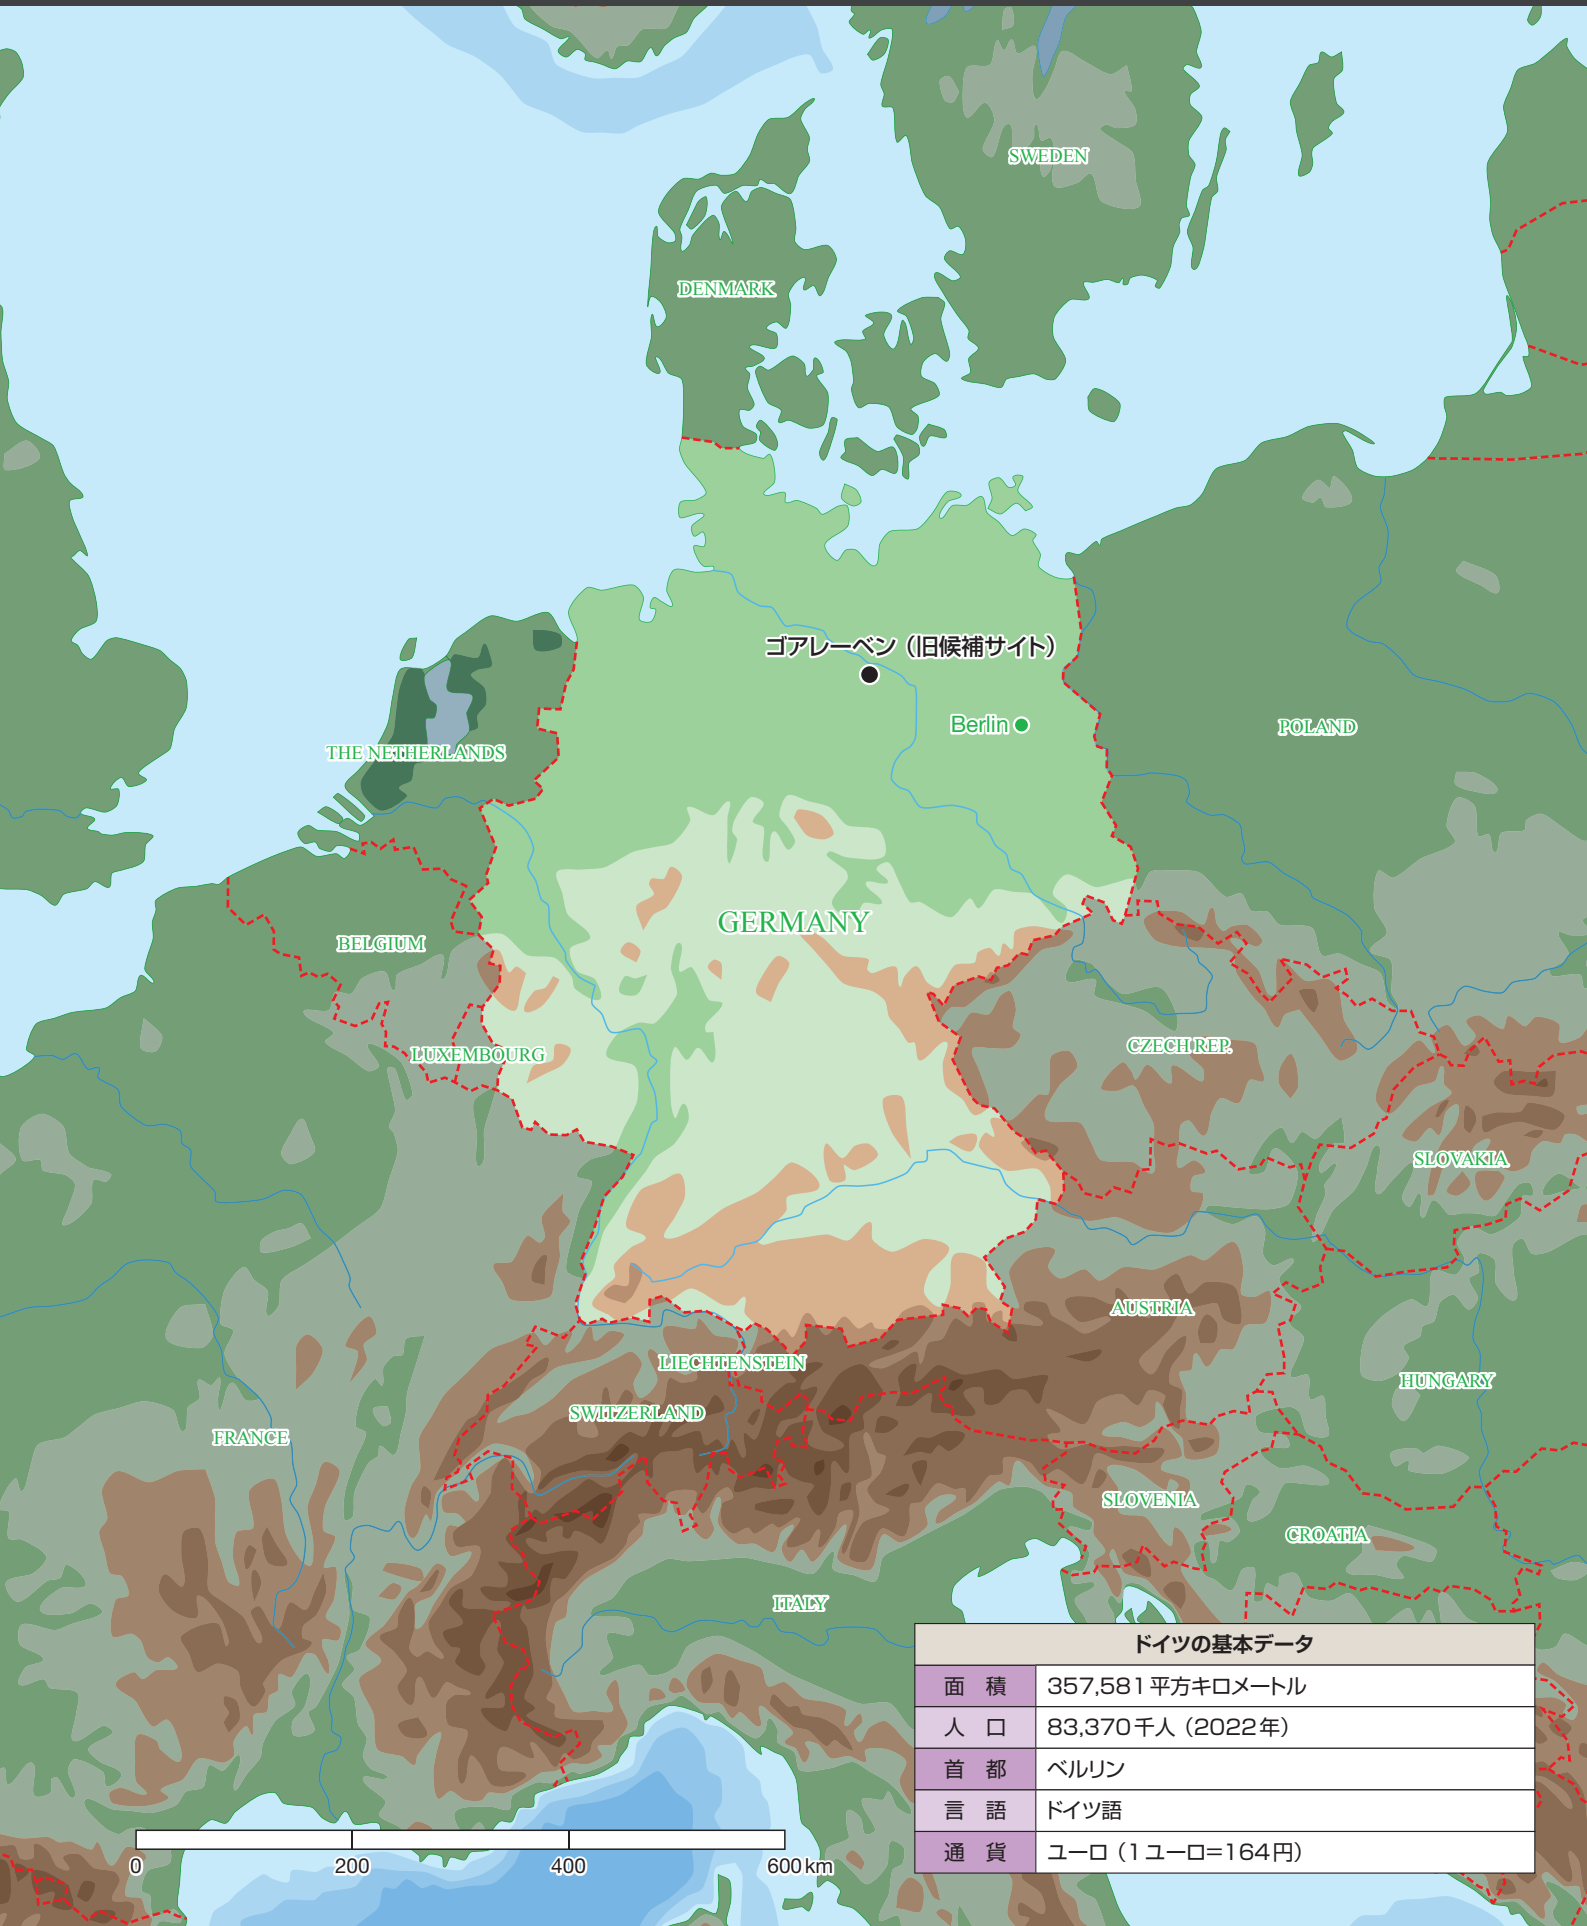 SWEDEN
DENMARK
ゴアレーベン（旧候補サイト）
Berlin
POLAND
THE NETHERLANDS
GERMANY
BELGIUM
CZECH REP.
LUXEMBOURG
SLOVAKIA
AUSTRIA
LIECHTENSTEIN
HUNGARY
SWITZERLAND
FRANCE
SLOVENIA
CROATIA
ITALY
ドイツの基本データ
面　積 357,581平方キロメートル
人　口 83,370千人（2022年）
首　都 ベルリン
言　語 ドイツ語
通　貨 ユーロ（1ユーロ=164円）
0 200 400 600km